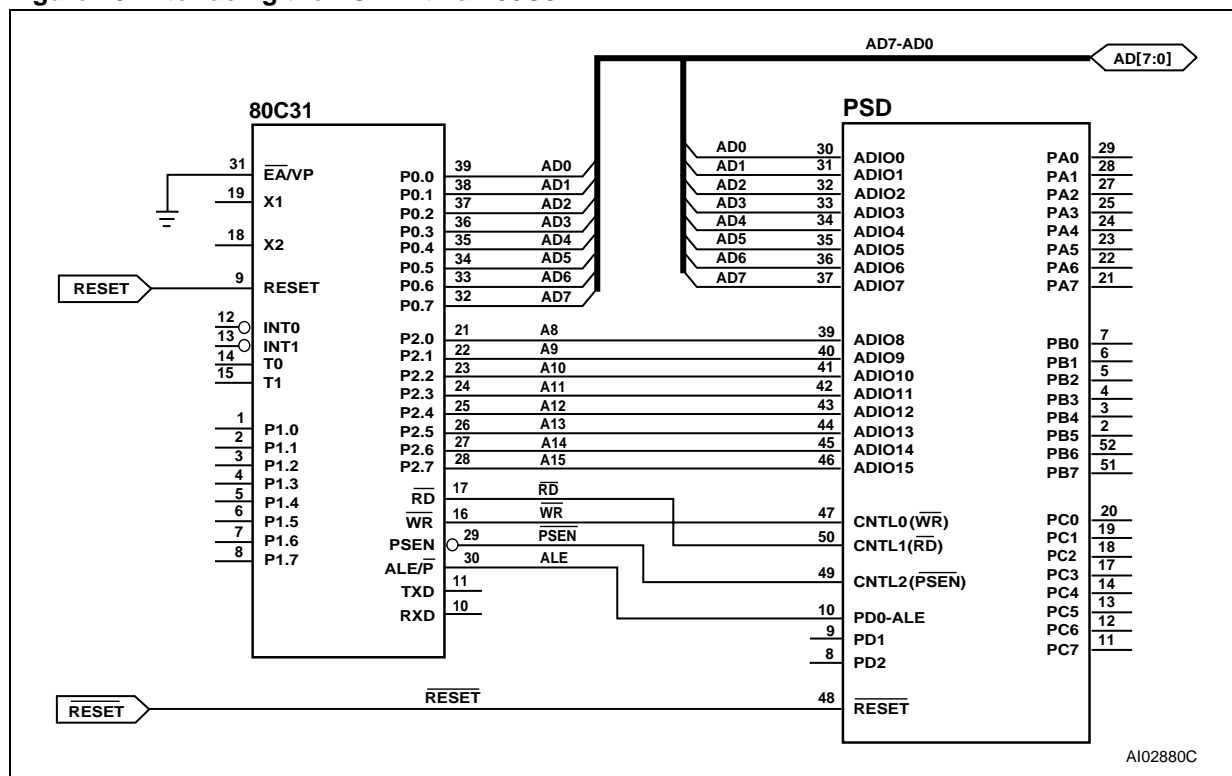 AD7-AD0
AD[7:0]
80C31
PSD
31 EA/VP
19 X1
18 X2
RESET 9 RESET
12 INT0
13 INT1
14 T0
15 T1
1 P1.0
2 P1.1
3 P1.2
4 P1.3
5 P1.4
6 P1.5
7 P1.6
8 P1.7
P0.0 39 AD0
P0.1 38 AD1
P0.2 37 AD2
P0.3 36 AD3
P0.4 35 AD4
P0.5 34 AD5
P0.6 33 AD6
P0.7 32 AD7
P2.0 21 A8
P2.1 22 A9
P2.2 23 A10
P2.3 24 A11
P2.4 25 A12
P2.5 26 A13
P2.6 27 A14
P2.7 28 A15
RD 17 RD
WR 16 WR
PSEN 29 PSEN
ALE/P 30 ALE
TXD 11
RXD 10
AD0 30 ADIO0
AD1 31 ADIO1
AD2 32 ADIO2
AD3 33 ADIO3
AD4 34 ADIO4
AD5 35 ADIO5
AD6 36 ADIO6
AD7 37 ADIO7
39 ADIO8
40 ADIO9
41 ADIO10
42 ADIO11
43 ADIO12
44 ADIO13
45 ADIO14
46 ADIO15
47 CNTL0(WR)
50 CNTL1(RD)
49 CNTL2(PSEN)
10 PD0-ALE
9 PD1
8 PD2
RESET RESET 48 RESET
PA0 29
PA1 28
PA2 27
PA3 25
PA4 24
PA5 23
PA6 22
PA7 21
PB0 7
PB1 6
PB2 5
PB3 4
PB4 3
PB5 2
PB6 52
PB7 51
PC0 20
PC1 19
PC2 18
PC3 17
PC4 14
PC5 13
PC6 12
PC7 11
AI02880C